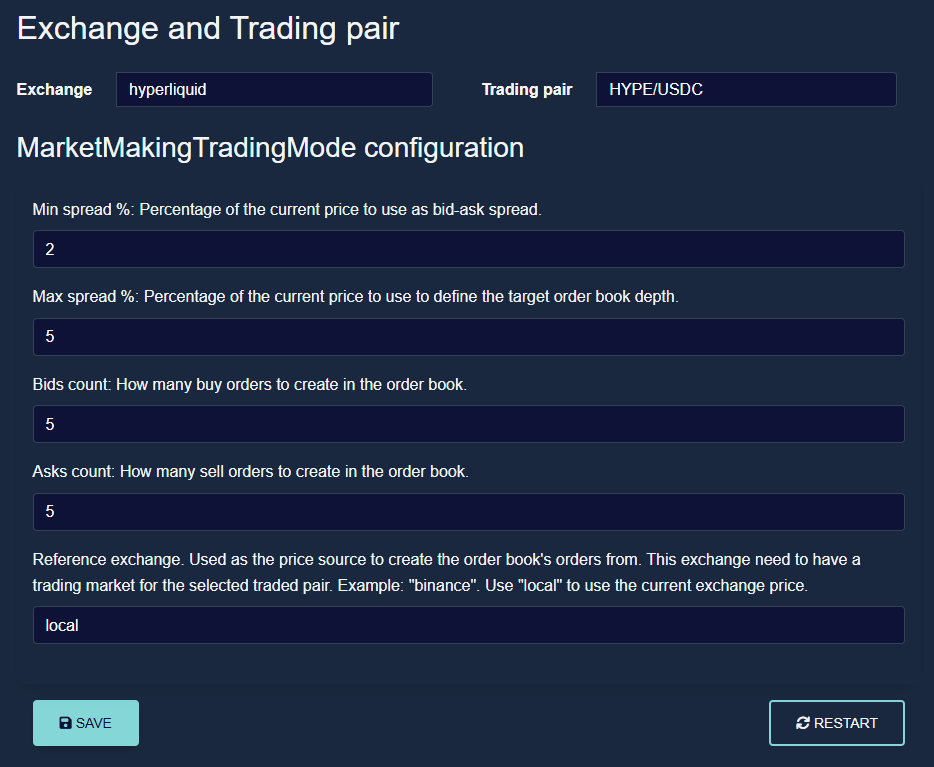 Exchange and Trading pair
Exchange hyperliquid Trading pair HYPE/USDC
MarketMakingTradingMode configuration
Min spread %: Percentage of the current price to use as bid-ask spread.
2
Max spread %: Percentage of the current price to use to define the target order book depth.
5
Bids count: How many buy orders to create in the order book.
5
Asks count: How many sell orders to create in the order book.
5
Reference exchange. Used as the price source to create the order book's orders from. This exchange need to have a
trading market for the selected traded pair. Example: "binance". Use "local" to use the current exchange price.
local
SAVE RESTART